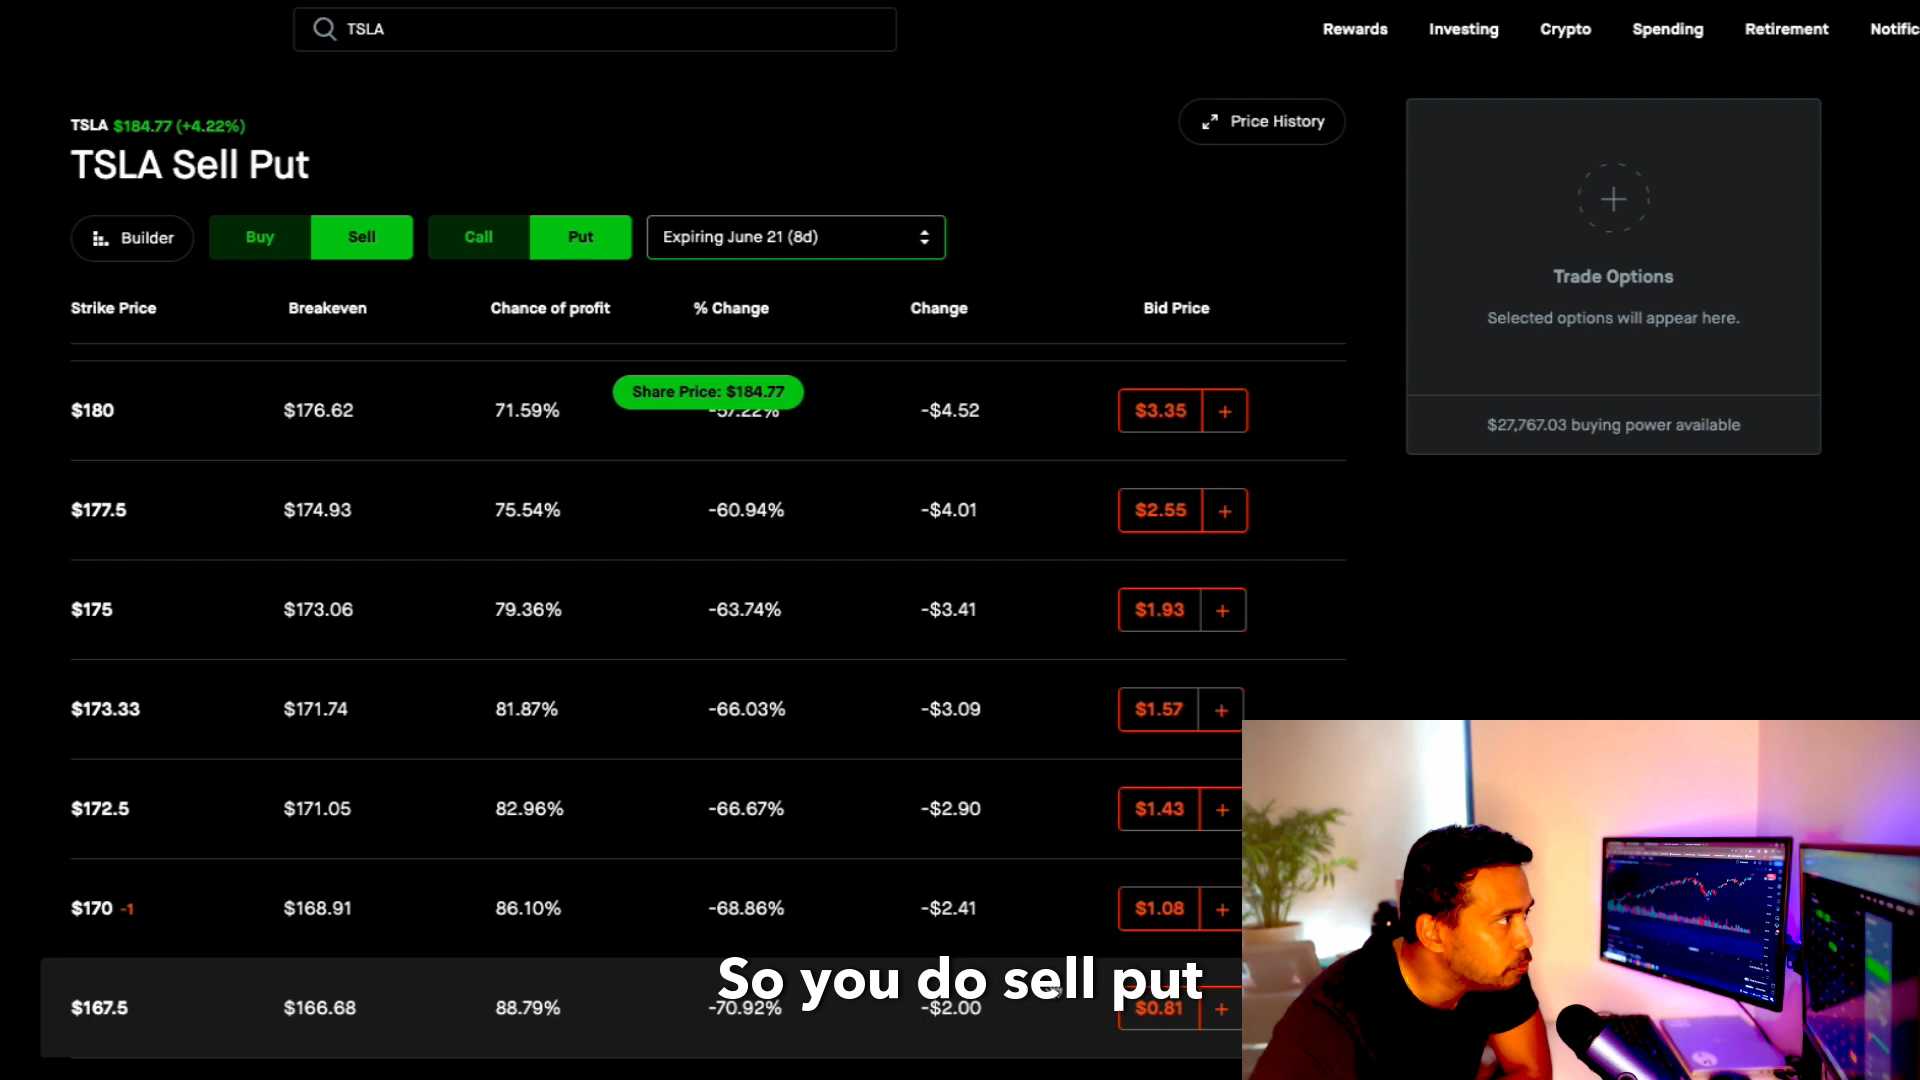 TSLA
Rewards Investing Crypto Spending Retirement Notific
TSLA $184.77 (+4.22%)
TSLA Sell Put
Price History
Builder Buy Sell Call Put Expiring June 21 (8d)
Strike Price Breakeven Chance of profit % Change Change Bid Price
Share Price: $184.77
$180 $176.62 71.59% -57.22% -$4.52 $3.35 +
$177.5 $174.93 75.54% -60.94% -$4.01 $2.55 +
$175 $173.06 79.36% -63.74% -$3.41 $1.93 +
$173.33 $171.74 81.87% -66.03% -$3.09 $1.57 +
$172.5 $171.05 82.96% -66.67% -$2.90 $1.43 +
$170 -1 $168.91 86.10% -68.86% -$2.41 $1.08 +
$167.5 $166.68 88.79% -70.92% -$2.00 $0.81 +
Trade Options
Selected options will appear here.
$27,767.03 buying power available
So you do sell put